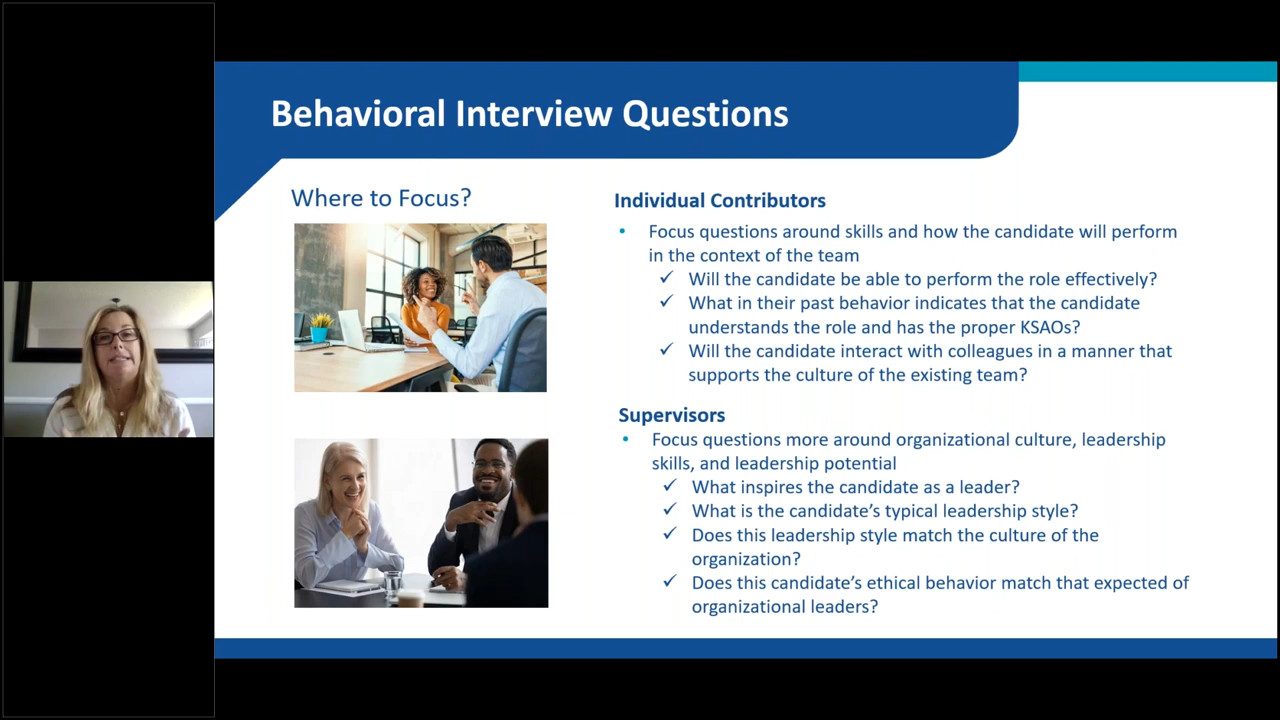 Behavioral Interview Questions
Where to Focus?
Individual Contributors
• Focus questions around skills and how the candidate will perform
in the context of the team
✓ Will the candidate be able to perform the role effectively?
✓ What in their past behavior indicates that the candidate
understands the role and has the proper KSAOs?
✓ Will the candidate interact with colleagues in a manner that
supports the culture of the existing team?
Supervisors
• Focus questions more around organizational culture, leadership
skills, and leadership potential
✓ What inspires the candidate as a leader?
✓ What is the candidate’s typical leadership style?
✓ Does this leadership style match the culture of the
organization?
✓ Does this candidate’s ethical behavior match that expected of
organizational leaders?